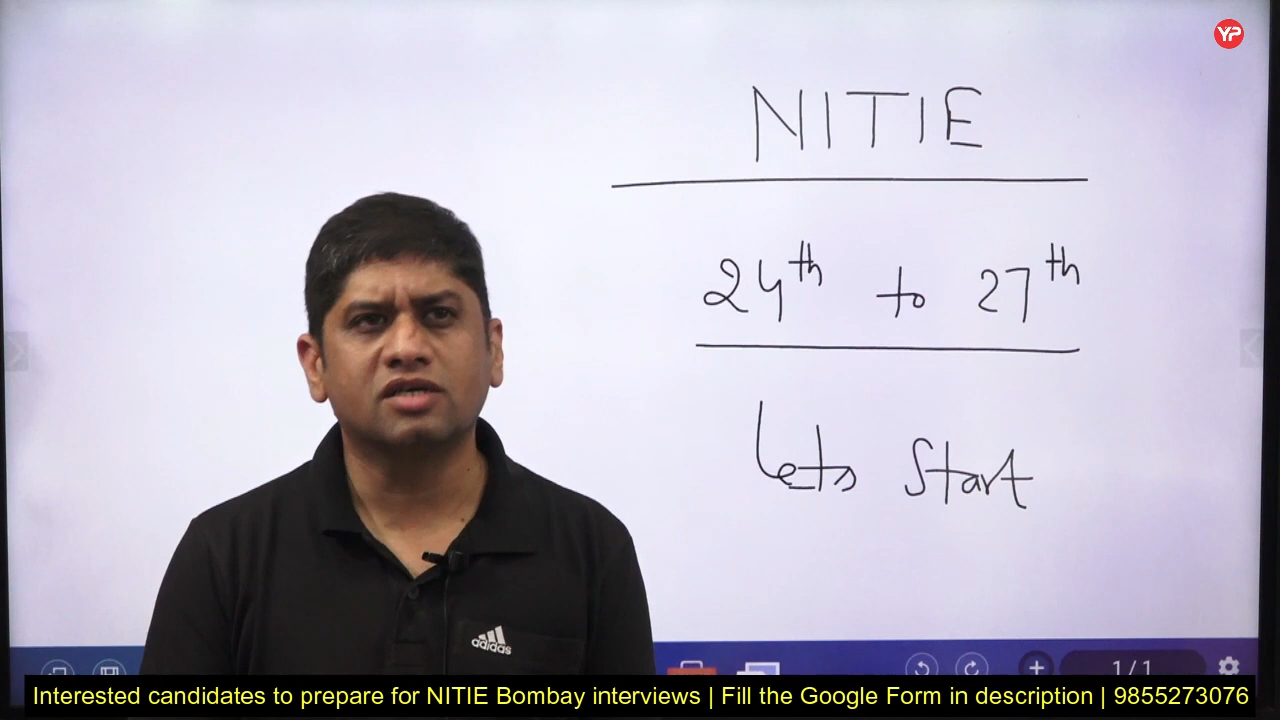 YP
NITIE
24th to 27th
Lets Start
adidas
1/1
Interested candidates to prepare for NITIE Bombay interviews | Fill the Google Form in description | 9855273076